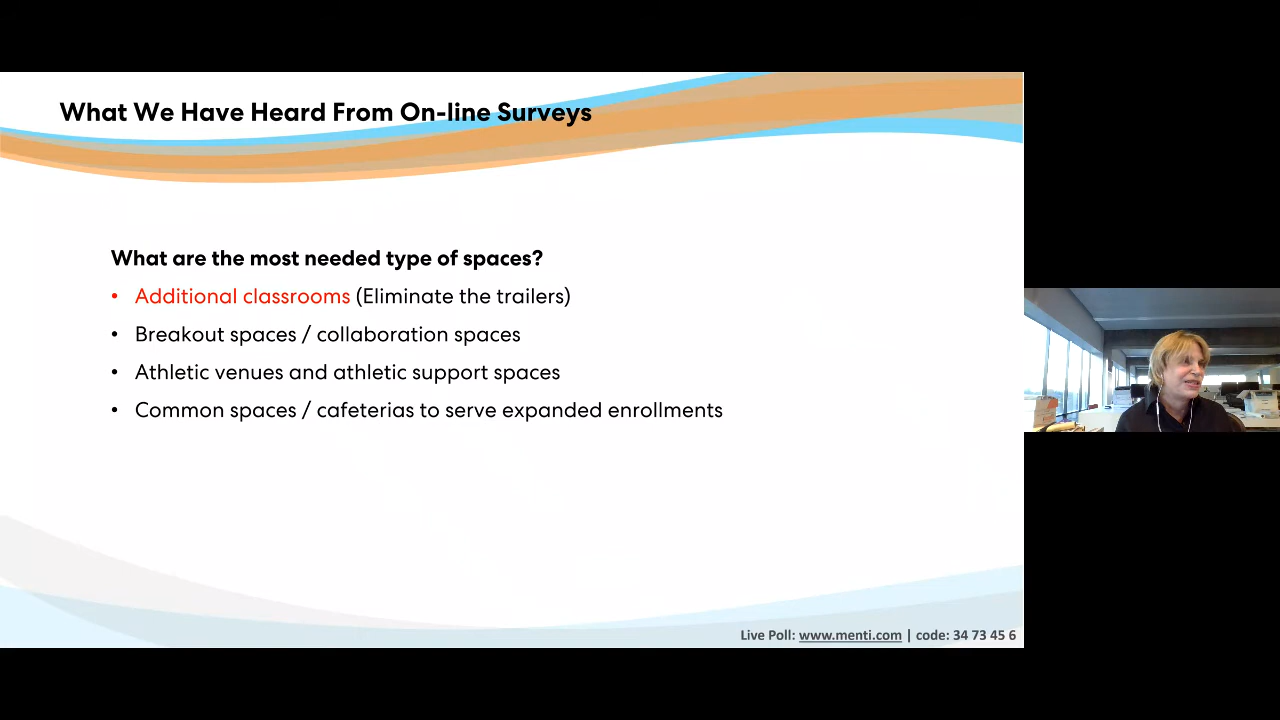 What We Have Heard From On-line Surveys
What are the most needed type of spaces?
• Additional classrooms (Eliminate the trailers)
• Breakout spaces / collaboration spaces
• Athletic venues and athletic support spaces
• Common spaces / cafeterias to serve expanded enrollments
Live Poll: www.menti.com | code: 34 73 45 6